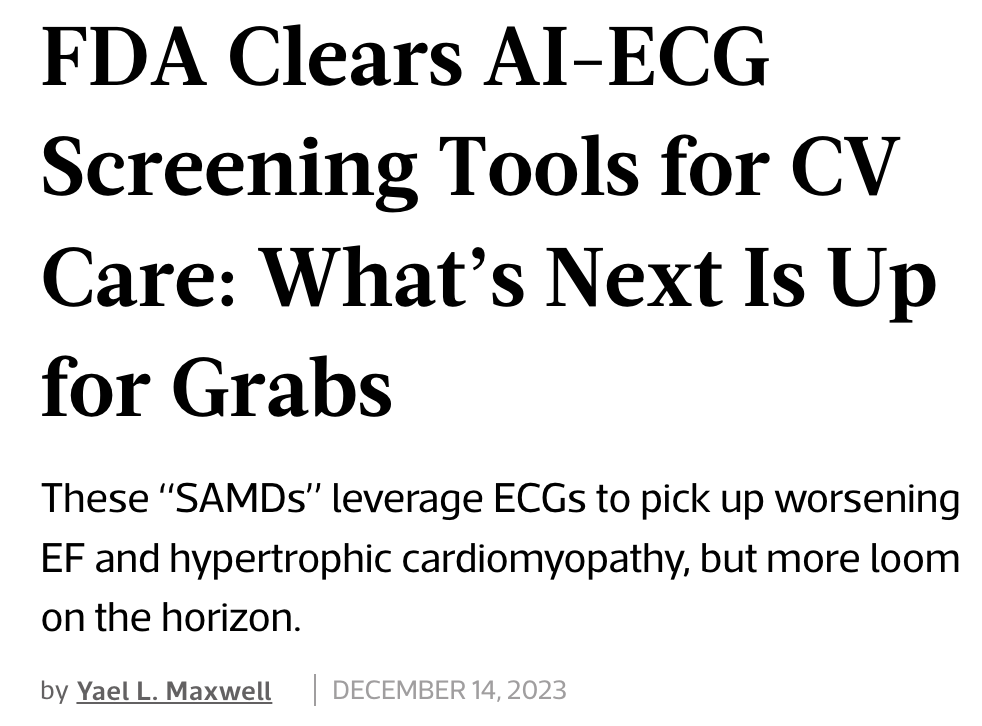 FDA Clears AI-ECG
Screening Tools for CV
Care: What’s Next Is Up
for Grabs
These “SAMDs” leverage ECGs to pick up worsening
EF and hypertrophic cardiomyopathy, but more loom
on the horizon.
by Yael L. Maxwell | DECEMBER 14, 2023